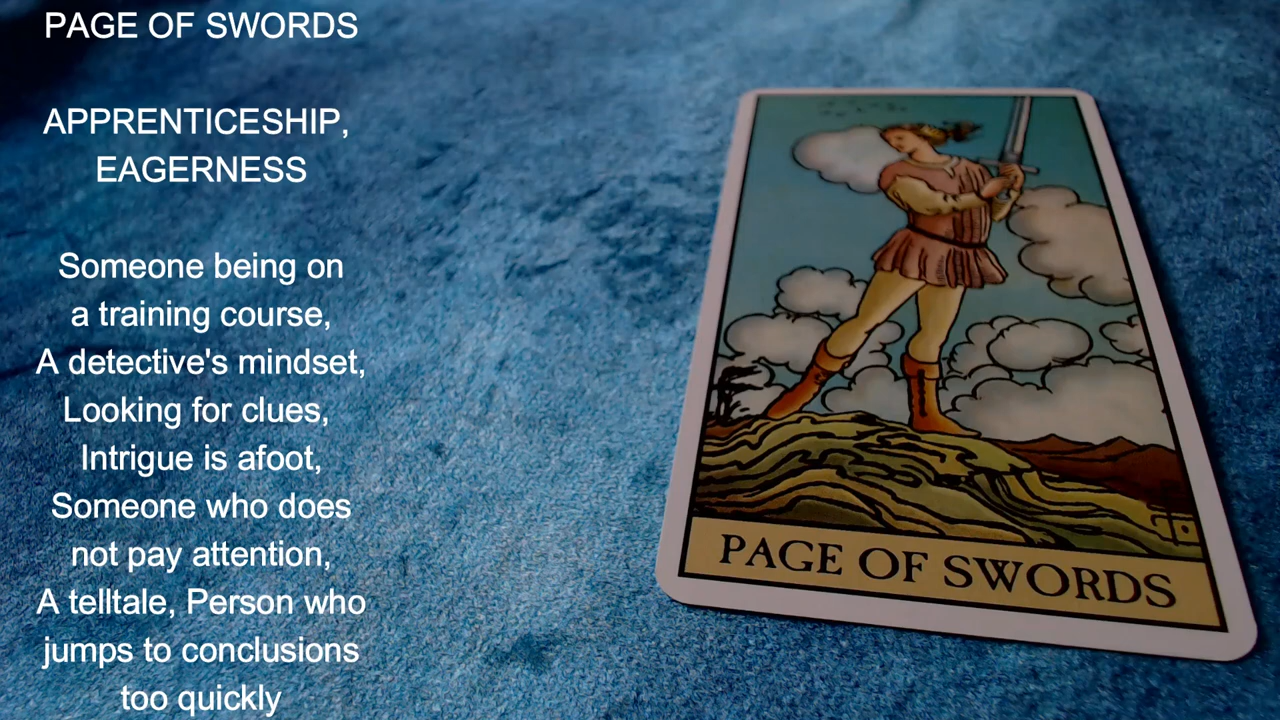 PAGE OF SWORDS
APPRENTICESHIP,
EAGERNESS
Someone being on
a training course,
A detective's mindset,
Looking for clues,
Intrigue is afoot,
Someone who does
not pay attention,
A telltale, Person who
jumps to conclusions
too quickly
PAGE OF SWORDS